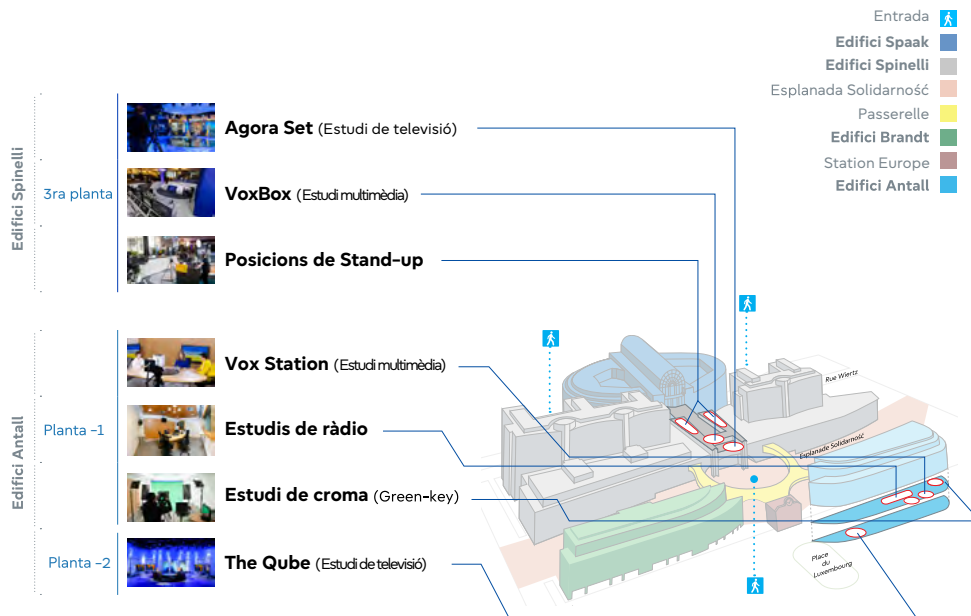 Entrada
Edifici Spaak
Edifici Spinelli
Esplanada Solidarność
Passerelle
Edifici Brandt
Station Europe
Edifici Antall
Edifici Spinelli
3ra planta
Agora Set (Estudi de televisió)
VoxBox (Estudi multimèdia)
Posicions de Stand-up
Edifici Antall
Planta -1
Vox Station (Estudi multimèdia)
Estudis de ràdio
Estudi de croma (Green-key)
Planta -2
The Qube (Estudi de televisió)
Rue Wiertz
Esplanade Solidarność
Place
du
Luxembourg